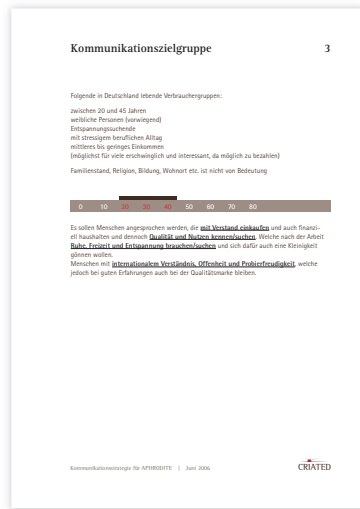 Kommunikationszielgruppe 3
Folgende in Deutschland lebende Verbrauchergruppen:
zwischen 20 und 45 Jahren
weibliche Personen (vorwiegend)
Entspannungssuchende
mit stressigem beruflichen Alltag
mittleres bis geringes Einkommen
(möglichst für viele erschwinglich und interessant, da möglich zu bezahlen)
Familienstand, Religion, Bildung, Wohnort etc. ist nicht von Bedeutung
0 10 20 30 40 50 60 70 80
Es sollen Menschen angesprochen werden, die mit Verstand einkaufen und auch finanzi-
ell haushalten und dennoch Qualität und Nutzen kennen/suchen. Welche nach der Arbeit
Ruhe, Freizeit und Entspannung brauchen/suchen und sich dafür auch eine Kleinigkeit
gönnen wollen.
Menschen mit internationalem Verständnis, Offenheit und Probierfreudigkeit, welche
jedoch bei guten Erfahrungen auch bei der Qualitätsmarke bleiben.
Kommunikationsstrategie für APHRODITE | Juni 2006
CRIATED